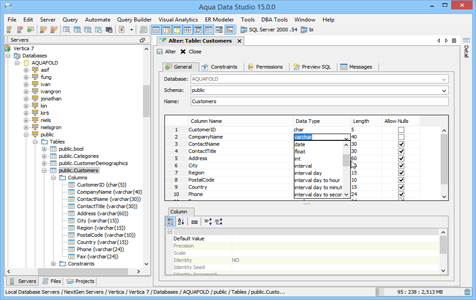 Aqua Data Studio 15.0.0
File Edit Server Query Automate Query Builder Visual Analytics ER Modeler Tools DBA Tools Window Help
SQL Server 2000 .54 bi
Servers
Vertica 7
Databases
AQUAFOLD
asif
fung
ivan
wangron
jonathan
kin
kirti
niels
nielsgron
public
Tables
public.bool
public.Categories
public.CustomerDemographics
public.Customers
Columns
CustomerID (char(5))
CompanyName (varchar(40))
ContactName (varchar(30))
ContactTitle (varchar(30))
Address (varchar(60))
City (varchar(15))
Region (varchar(15))
PostalCode (varchar(10))
Country (varchar(15))
Phone (varchar(24))
Fax (varchar(24))
Constraints
Servers Files Projects
Alter: Table: Customers
Alter Close
General Constraints Permissions Preview SQL Messages
Database: AQUAFOLD
Schema: public
Name: Customers
Column Name Data Type Length Allow Nulls
1 CustomerID char 5
2 CompanyName varchar 40
3 ContactName date 30
4 ContactTitle float 30
5 Address int 60
6 City interval
7 Region interval day 15
8 PostalCode interval day to hour 10
9 Country interval day to minut 15
10 Phone interval day to secon 24
Column
Default Value
Precision
Scale
Identity NO
Identity Seed
Detail
Local Database Servers / NextGen Servers / Vertica / Vertica 7 / Databases / AQUAFOLD / public / Tables / public.Custo...
95 : 238 : 2,513 MB